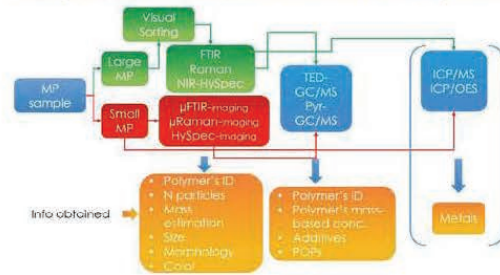 Visual
Sorting
Large
MP
FTIR
Raman
NIR-HySpec
MP
sample
TED-
GC/MS
Pyr-
GC/MS
ICP/MS
ICP/OES
Small
MP
µFTIR-imaging
µRaman-imaging
HySpec-imaging
Info obtained
• Polymer's ID
• N particles
• Mass
estimation
• Size
• Morphology
• Color
• Polymer's ID
• Polymer's mass-
based conc.
• Additives
• POPs
Metals